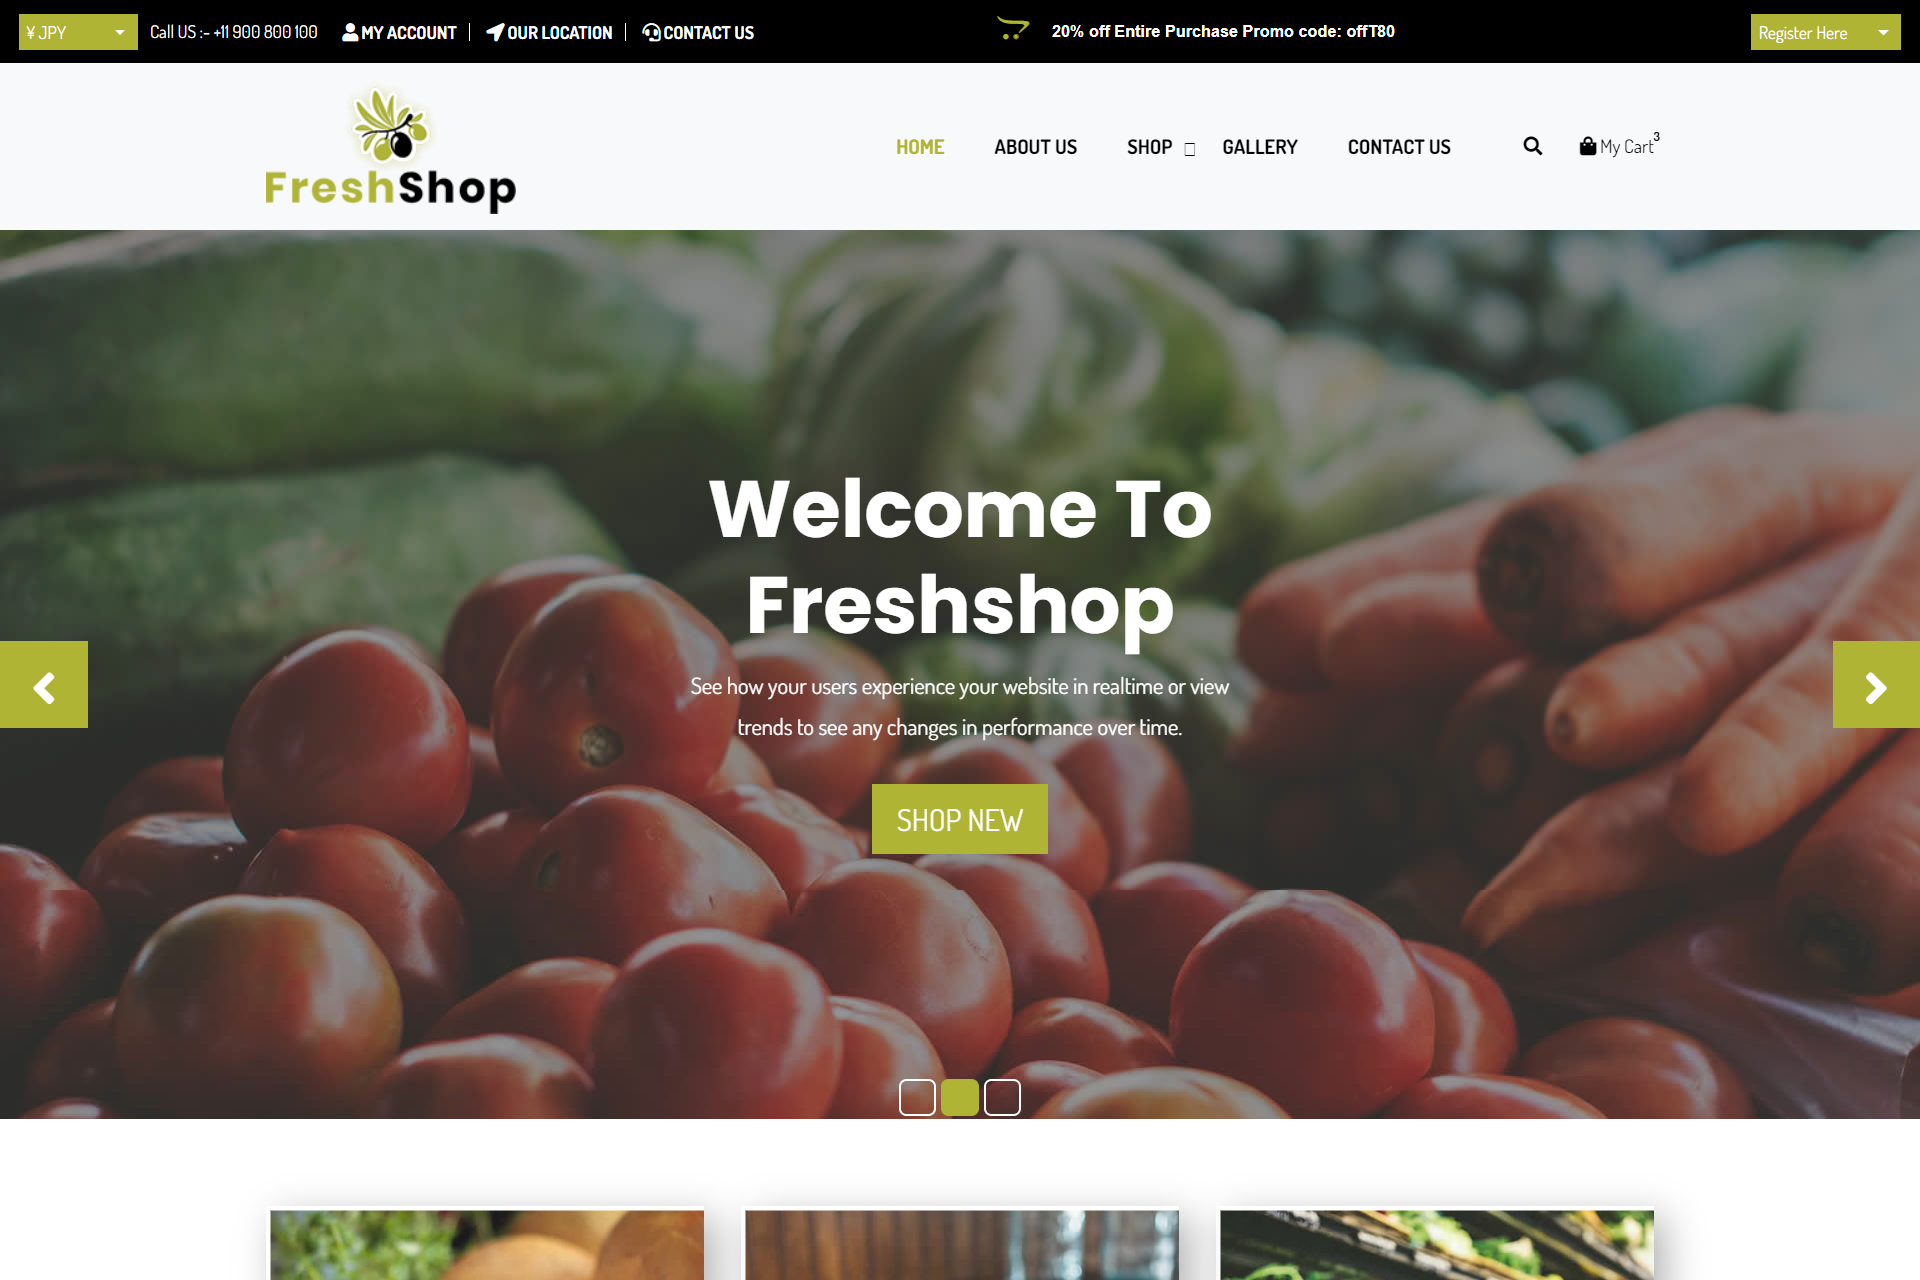 ¥ JPY
Call US :- +11 900 800 100
MY ACCOUNT
OUR LOCATION
CONTACT US
20% off Entire Purchase Promo code: offT80
Register Here
FreshShop
HOME
ABOUT US
SHOP
GALLERY
CONTACT US
My Cart
3
Welcome To
Freshshop
See how your users experience your website in realtime or view
trends to see any changes in performance over time.
SHOP NEW